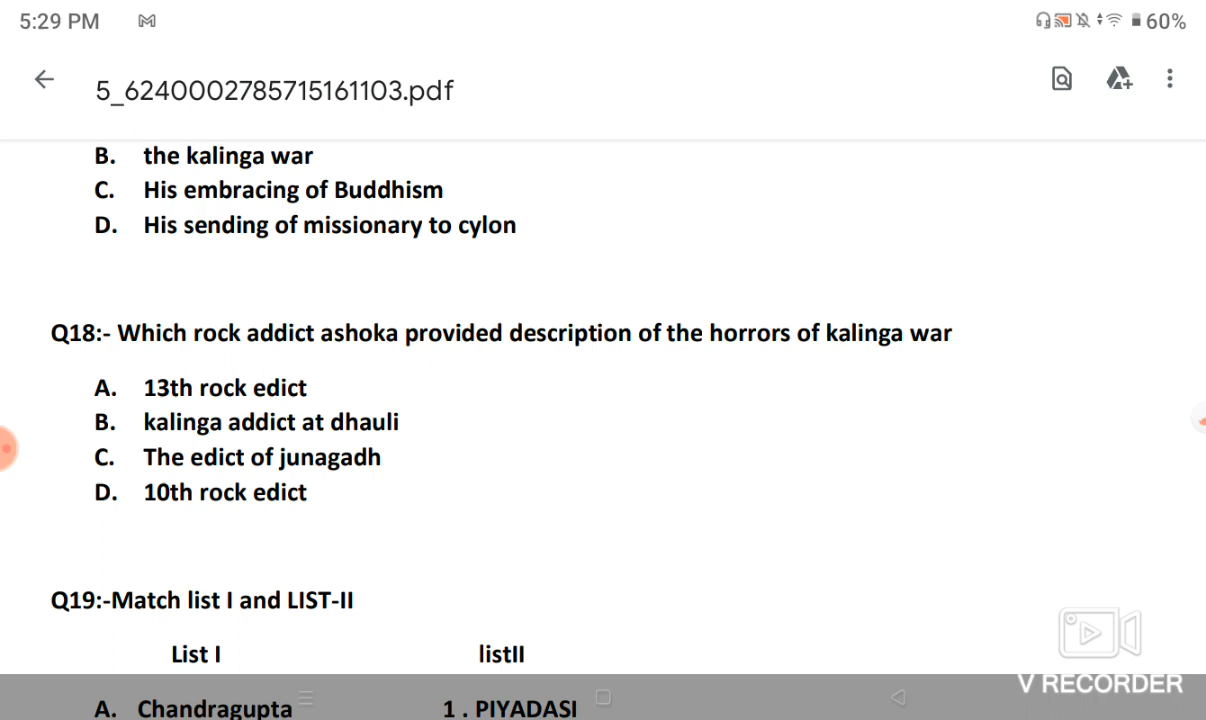 5:29 PM
60%
5_6240002785715161103.pdf
B. the kalinga war
C. His embracing of Buddhism
D. His sending of missionary to cylon
Q18:- Which rock addict ashoka provided description of the horrors of kalinga war
A. 13th rock edict
B. kalinga addict at dhauli
C. The edict of junagadh
D. 10th rock edict
Q19:-Match list I and LIST-II
List I listII
A. Chandragupta 1 . PIYADASI
V RECORDER